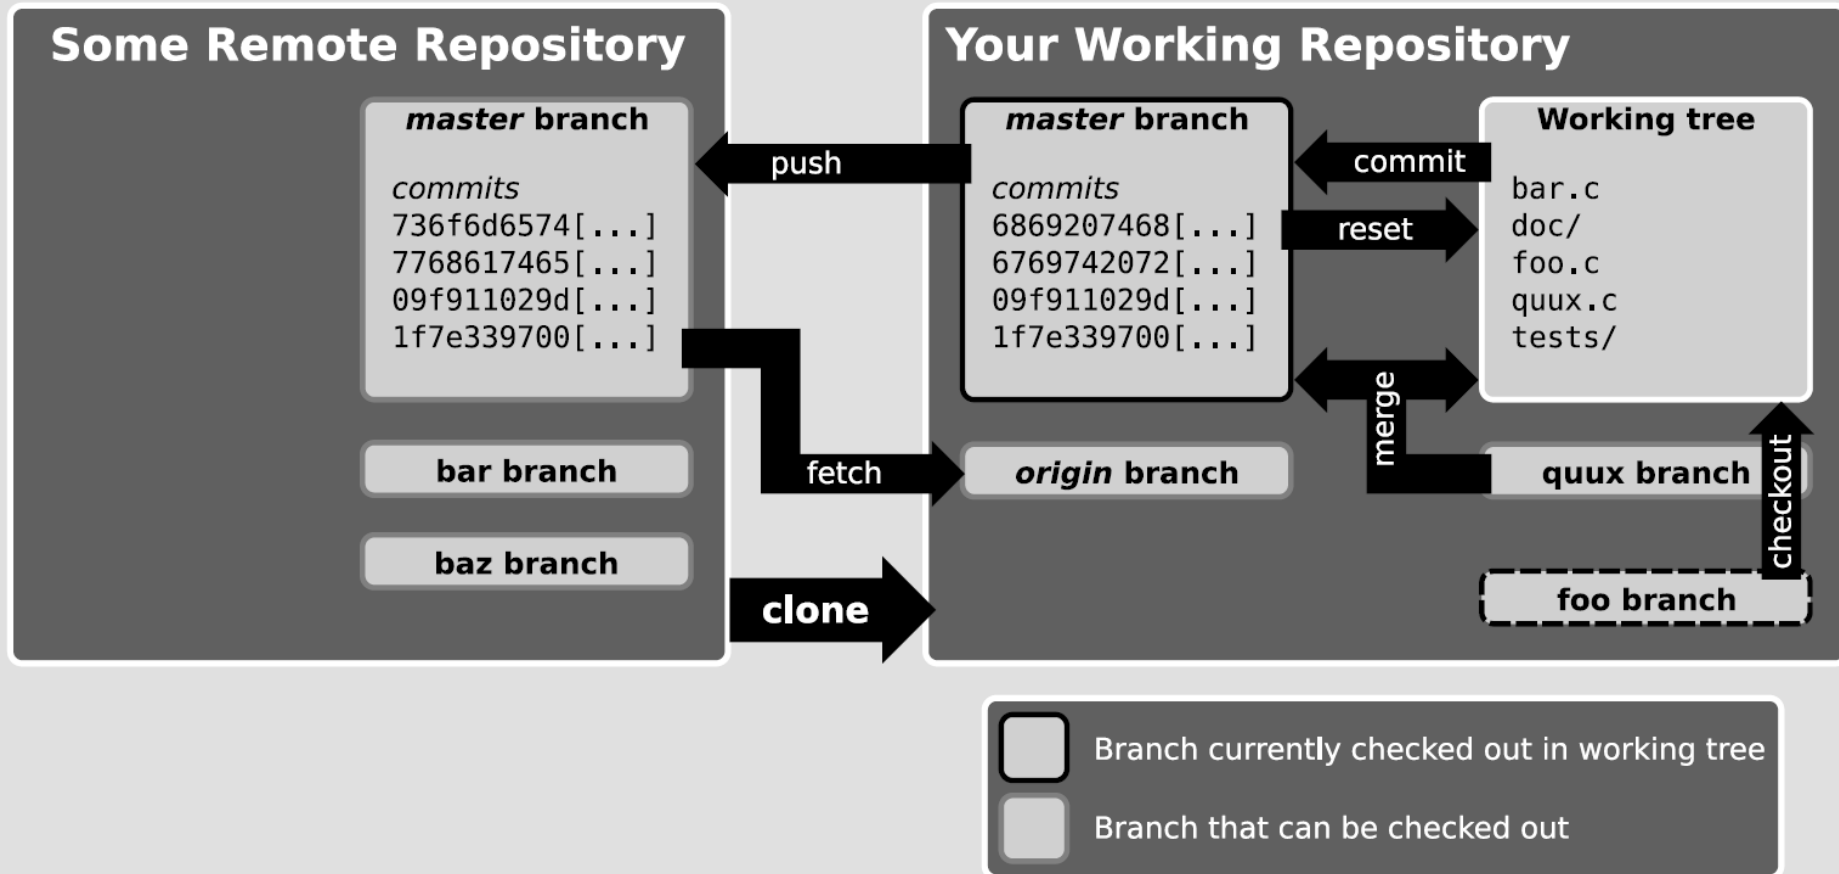 Some Remote Repository
master branch
commits
736f6d6574[...]
7768617465[...]
09f911029d[...]
1f7e339700[...]
bar branch
baz branch
push
fetch
clone
Your Working Repository
master branch
commits
6869207468[...]
6769742072[...]
09f911029d[...]
1f7e339700[...]
origin branch
commit
reset
merge
Working tree
bar.c
doc/
foo.c
quux.c
tests/
quux branch
checkout
foo branch
Branch currently checked out in working tree
Branch that can be checked out